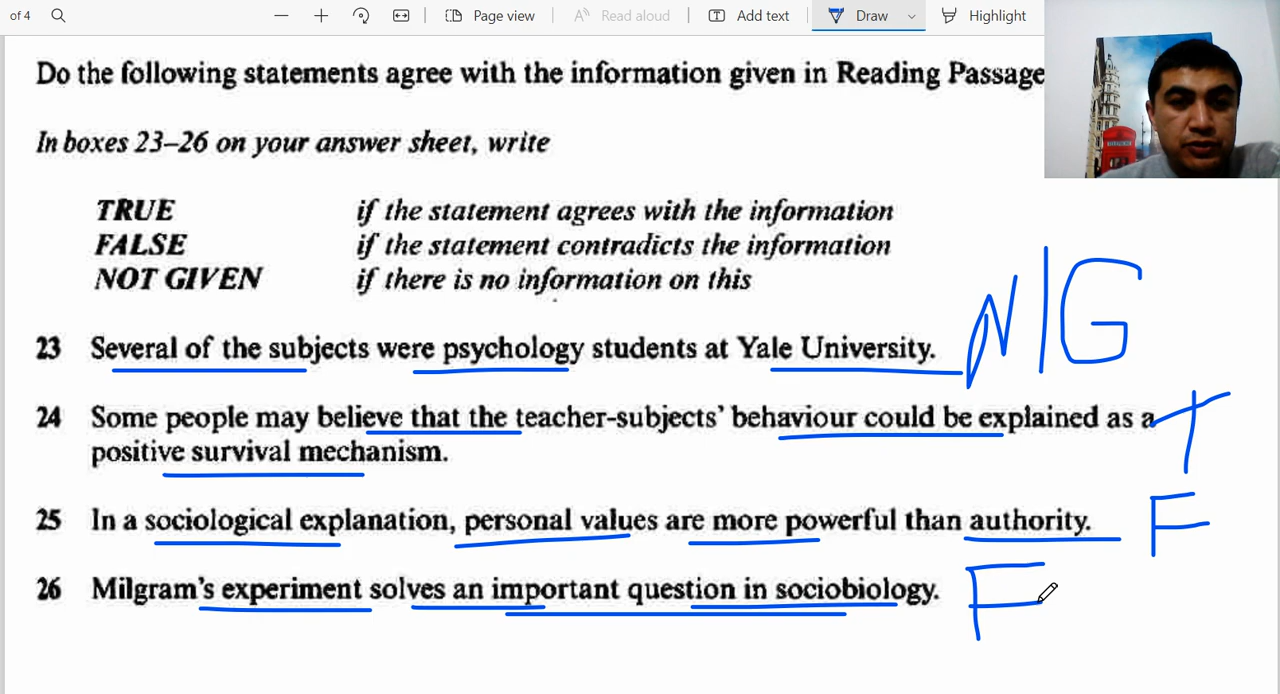 of 4
Page view
Read aloud
Add text
Draw
Highlight
Do the following statements agree with the information given in Reading Passage
In boxes 23–26 on your answer sheet, write
TRUE if the statement agrees with the information
FALSE if the statement contradicts the information
NOT GIVEN if there is no information on this
23 Several of the subjects were psychology students at Yale University.
N/G
24 Some people may believe that the teacher-subjects' behaviour could be explained as a
positive survival mechanism.
T
25 In a sociological explanation, personal values are more powerful than authority.
F
26 Milgram's experiment solves an important question in sociobiology.
F